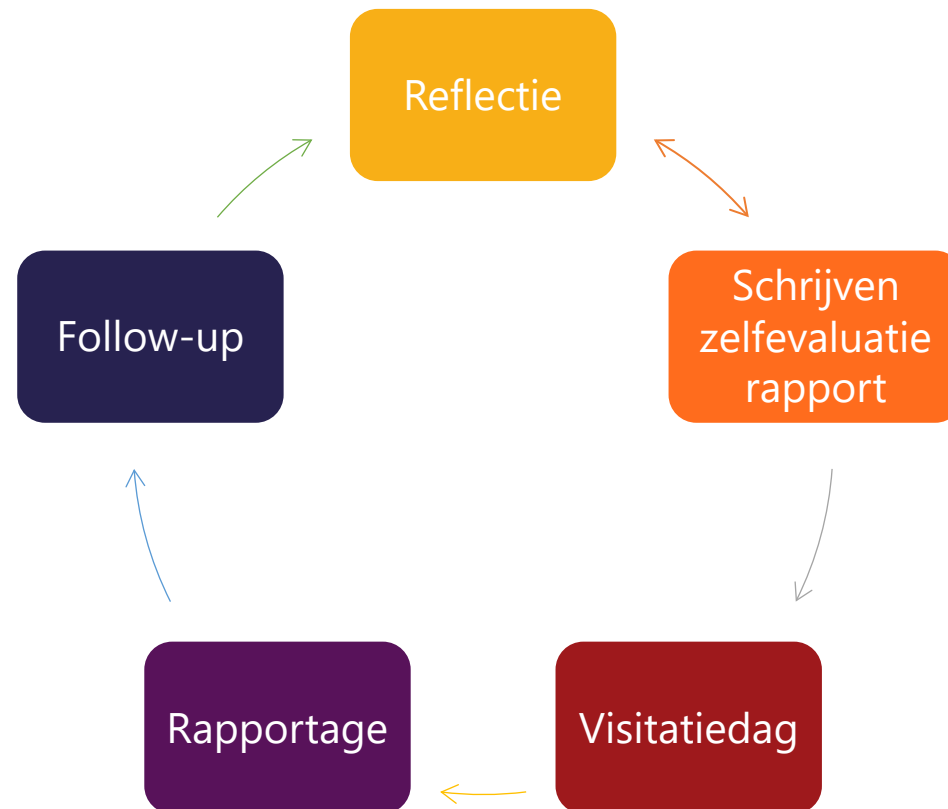 Reflectie
Schrijven
zelfevaluatie
rapport
Visitatiedag
Rapportage
Follow-up